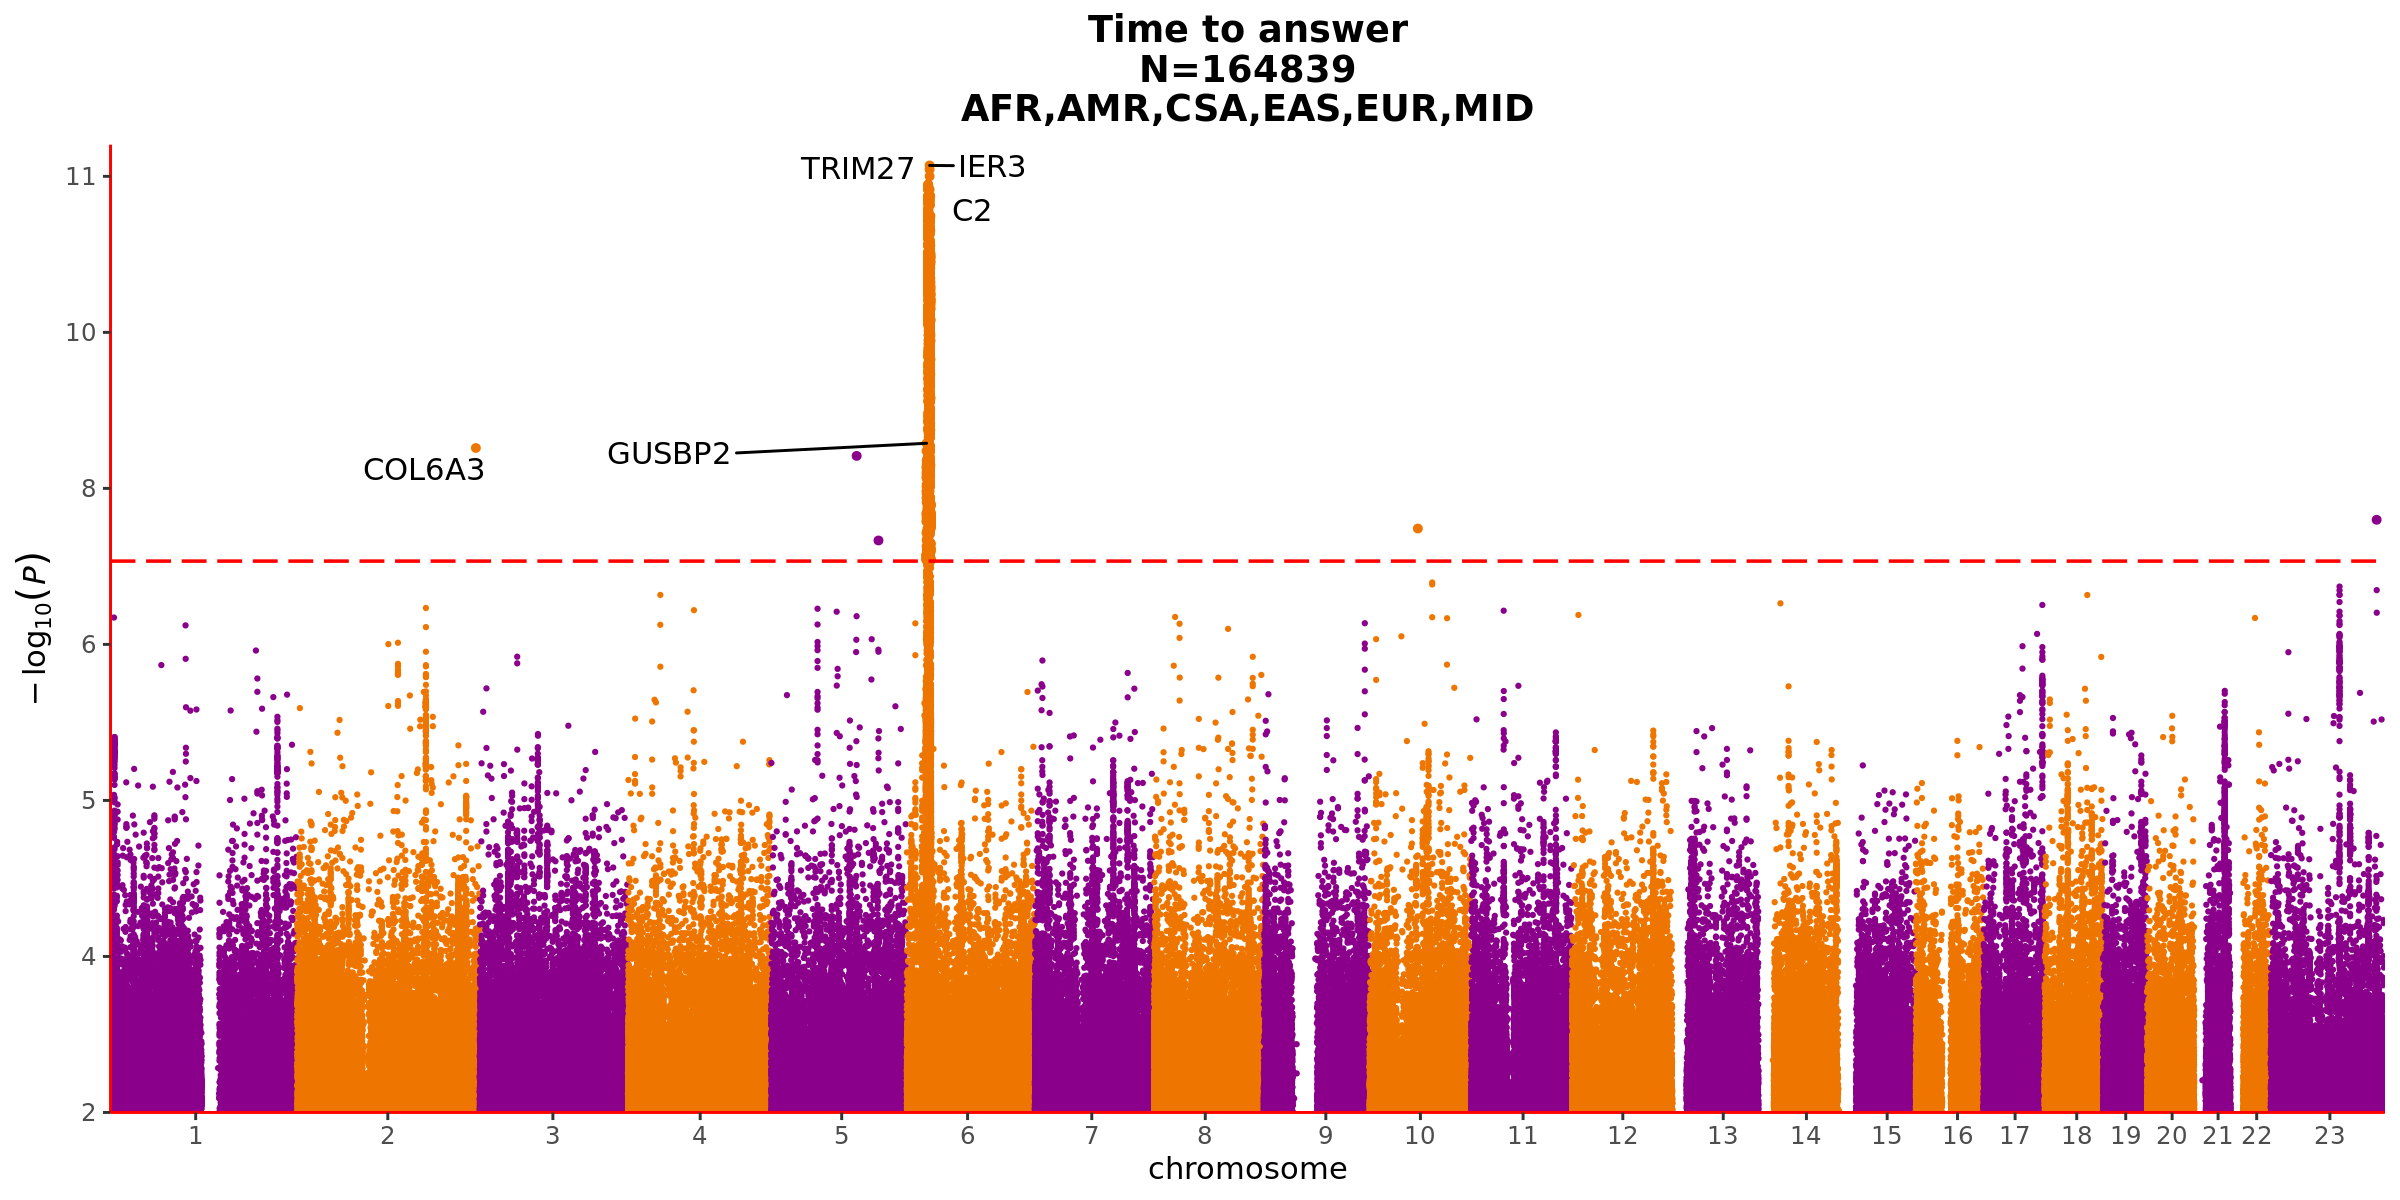 Time to answer
N=164839
AFR,AMR,CSA,EAS,EUR,MID
11
10
8
6
5
4
2
−log10(P)
TRIM27
IER3
C2
COL6A3
GUSBP2
1 2 3 4 5 6 7 8 9 10 11 12 13 14 15 16 17 18 19 20 21 22 23
chromosome